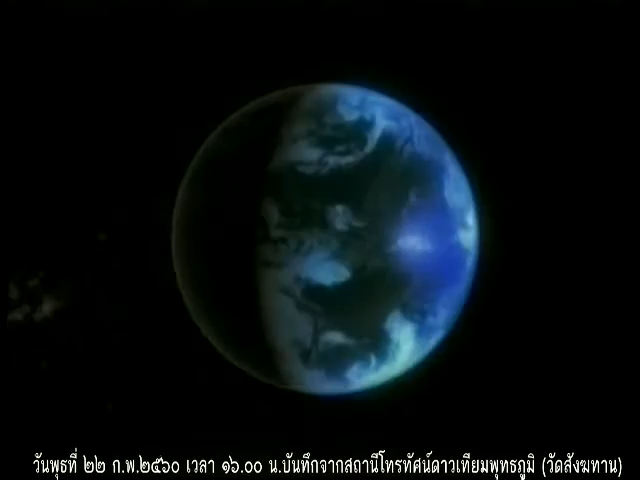 วันพุธที่ ๒๒ ก.พ.๒๕๖๐ เวลา ๑๖.๐๐ น.บันทึกจากสถานีโทรทัศน์ดาวเทียมพุทธภูมิ (วัดสังฆทาน)